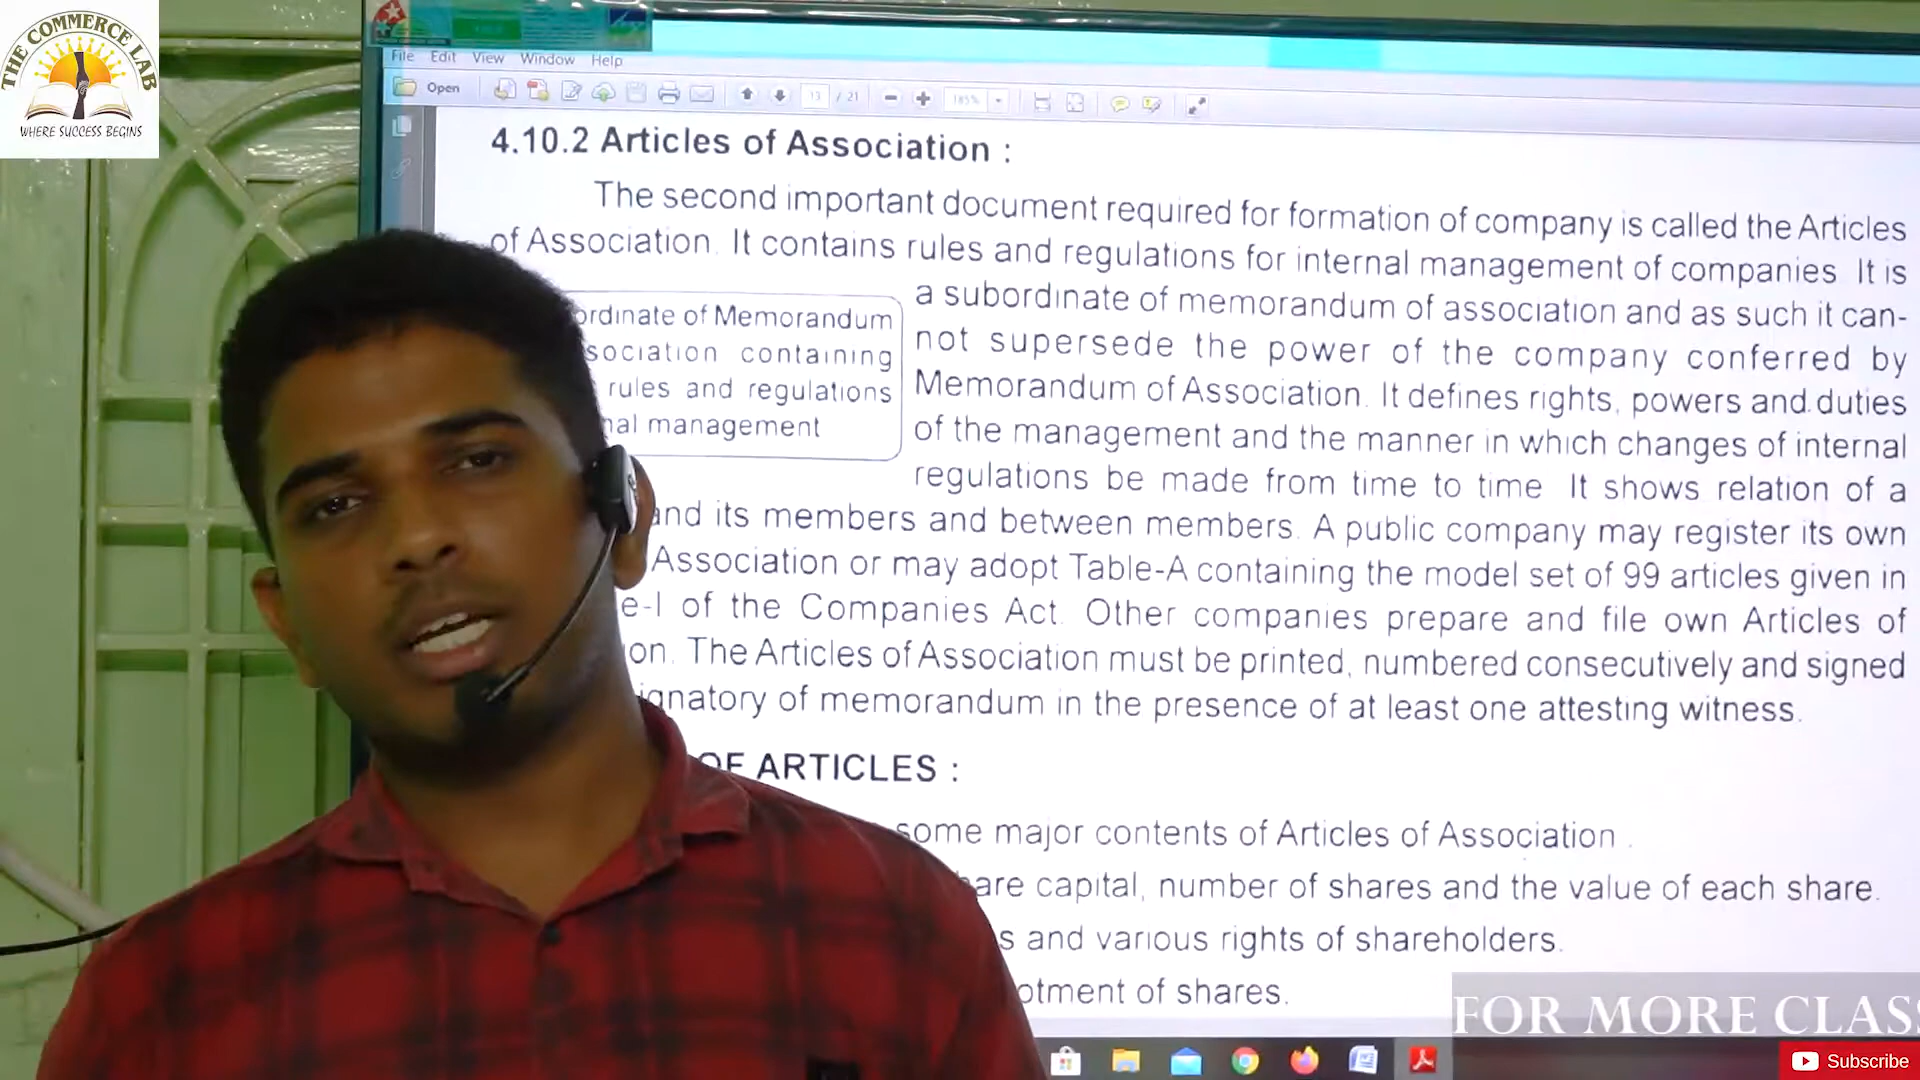 THE COMMERCE LAB
WHERE SUCCESS BEGINS
File Edit View Window Help
Open 13 / 21 185%
4.10.2 Articles of Association :
The second important document required for formation of company is called the Articles
of Association. It contains rules and regulations for internal management of companies It is
a subordinate of memorandum of association and as such it can-
not supersede the power of the company conferred by
Memorandum of Association. It defines rights, powers and duties
of the management and the manner in which changes of internal
regulations be made from time to time It shows relation of a
ordinate of Memorandum
sociation containing
rules and regulations
nal management
and its members and between members. A public company may register its own
Association or may adopt Table-A containing the model set of 99 articles given in
e-I of the Companies Act. Other companies prepare and file own Articles of
on. The Articles of Association must be printed, numbered consecutively and signed
ignatory of memorandum in the presence of at least one attesting witness.
OF ARTICLES :
some major contents of Articles of Association .
are capital, number of shares and the value of each share.
s and various rights of shareholders.
otment of shares.
FOR MORE CLAS
Subscribe